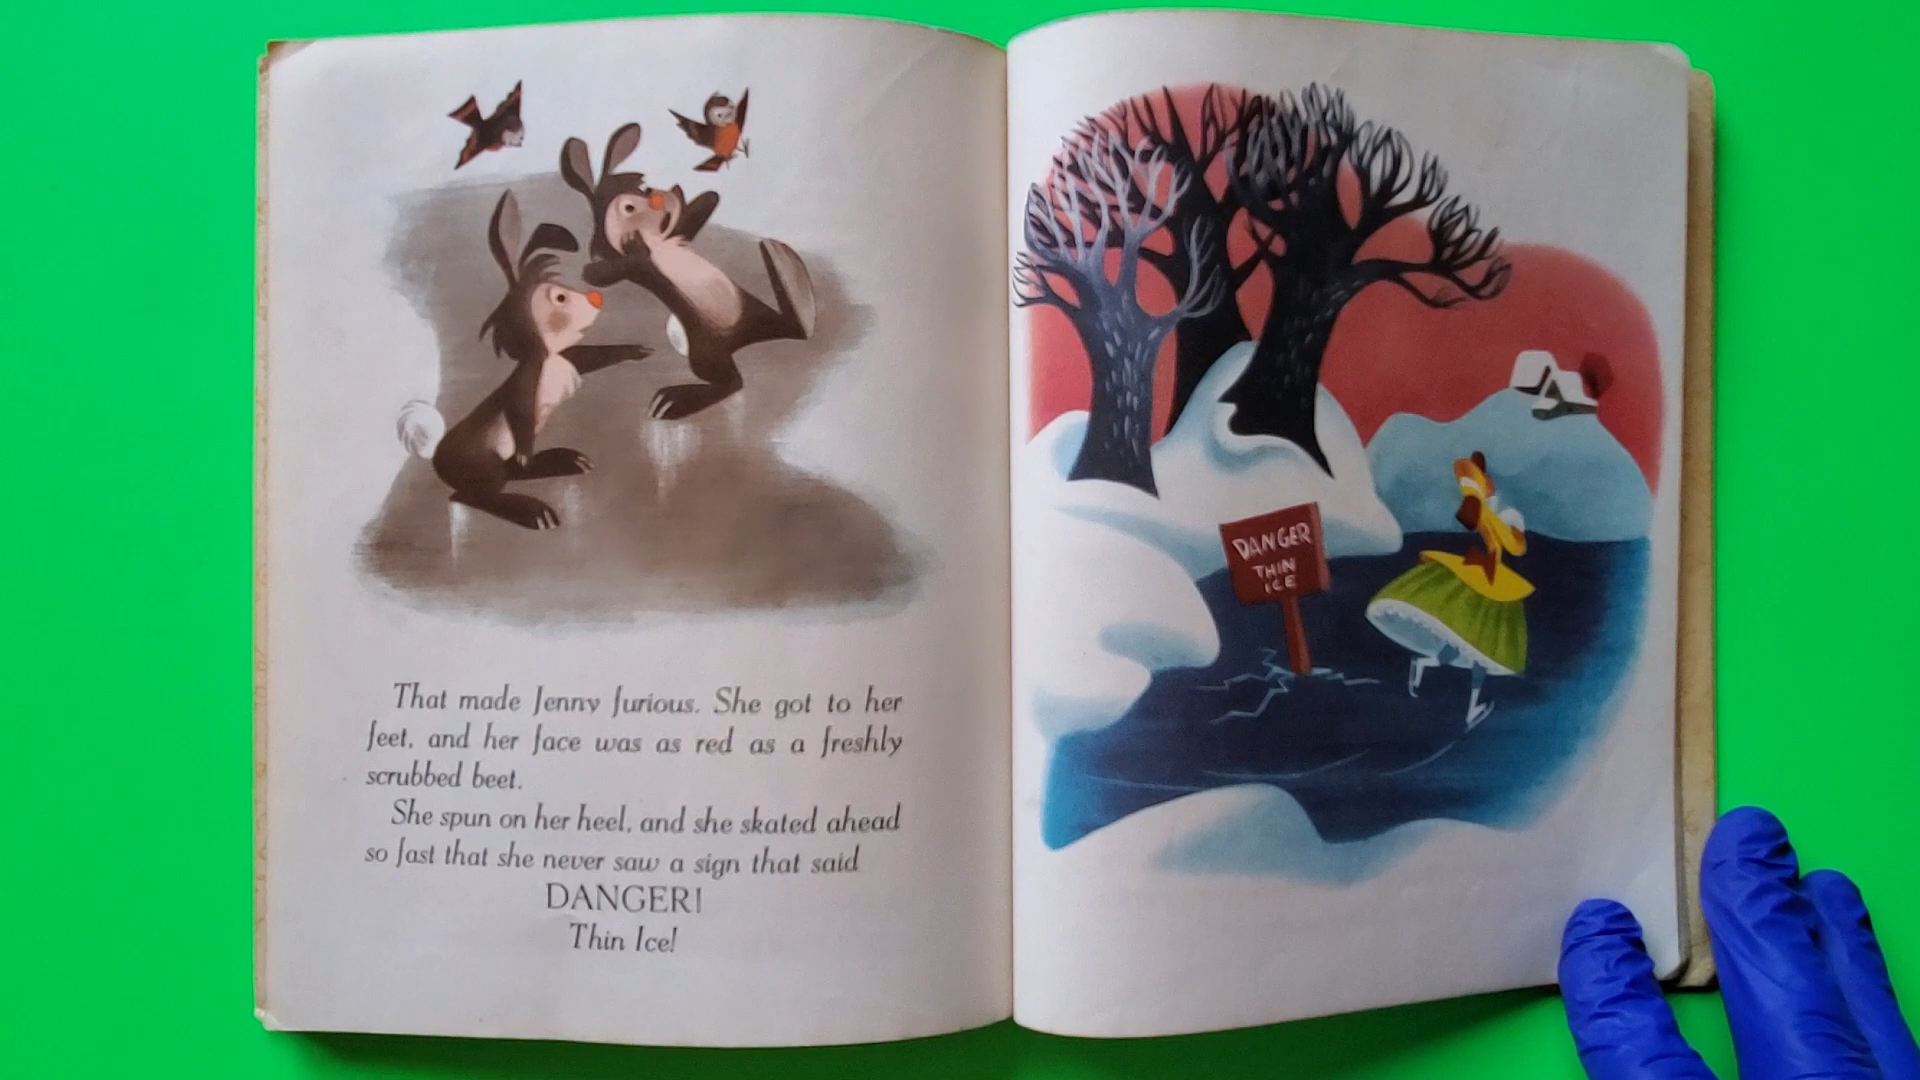 That made Jenny furious. She got to her
feet, and her face was as red as a freshly
scrubbed beet.
She spun on her heel, and she skated ahead
so fast that she never saw a sign that said
DANGER!
Thin Ice!
DANGER
THIN
ICE